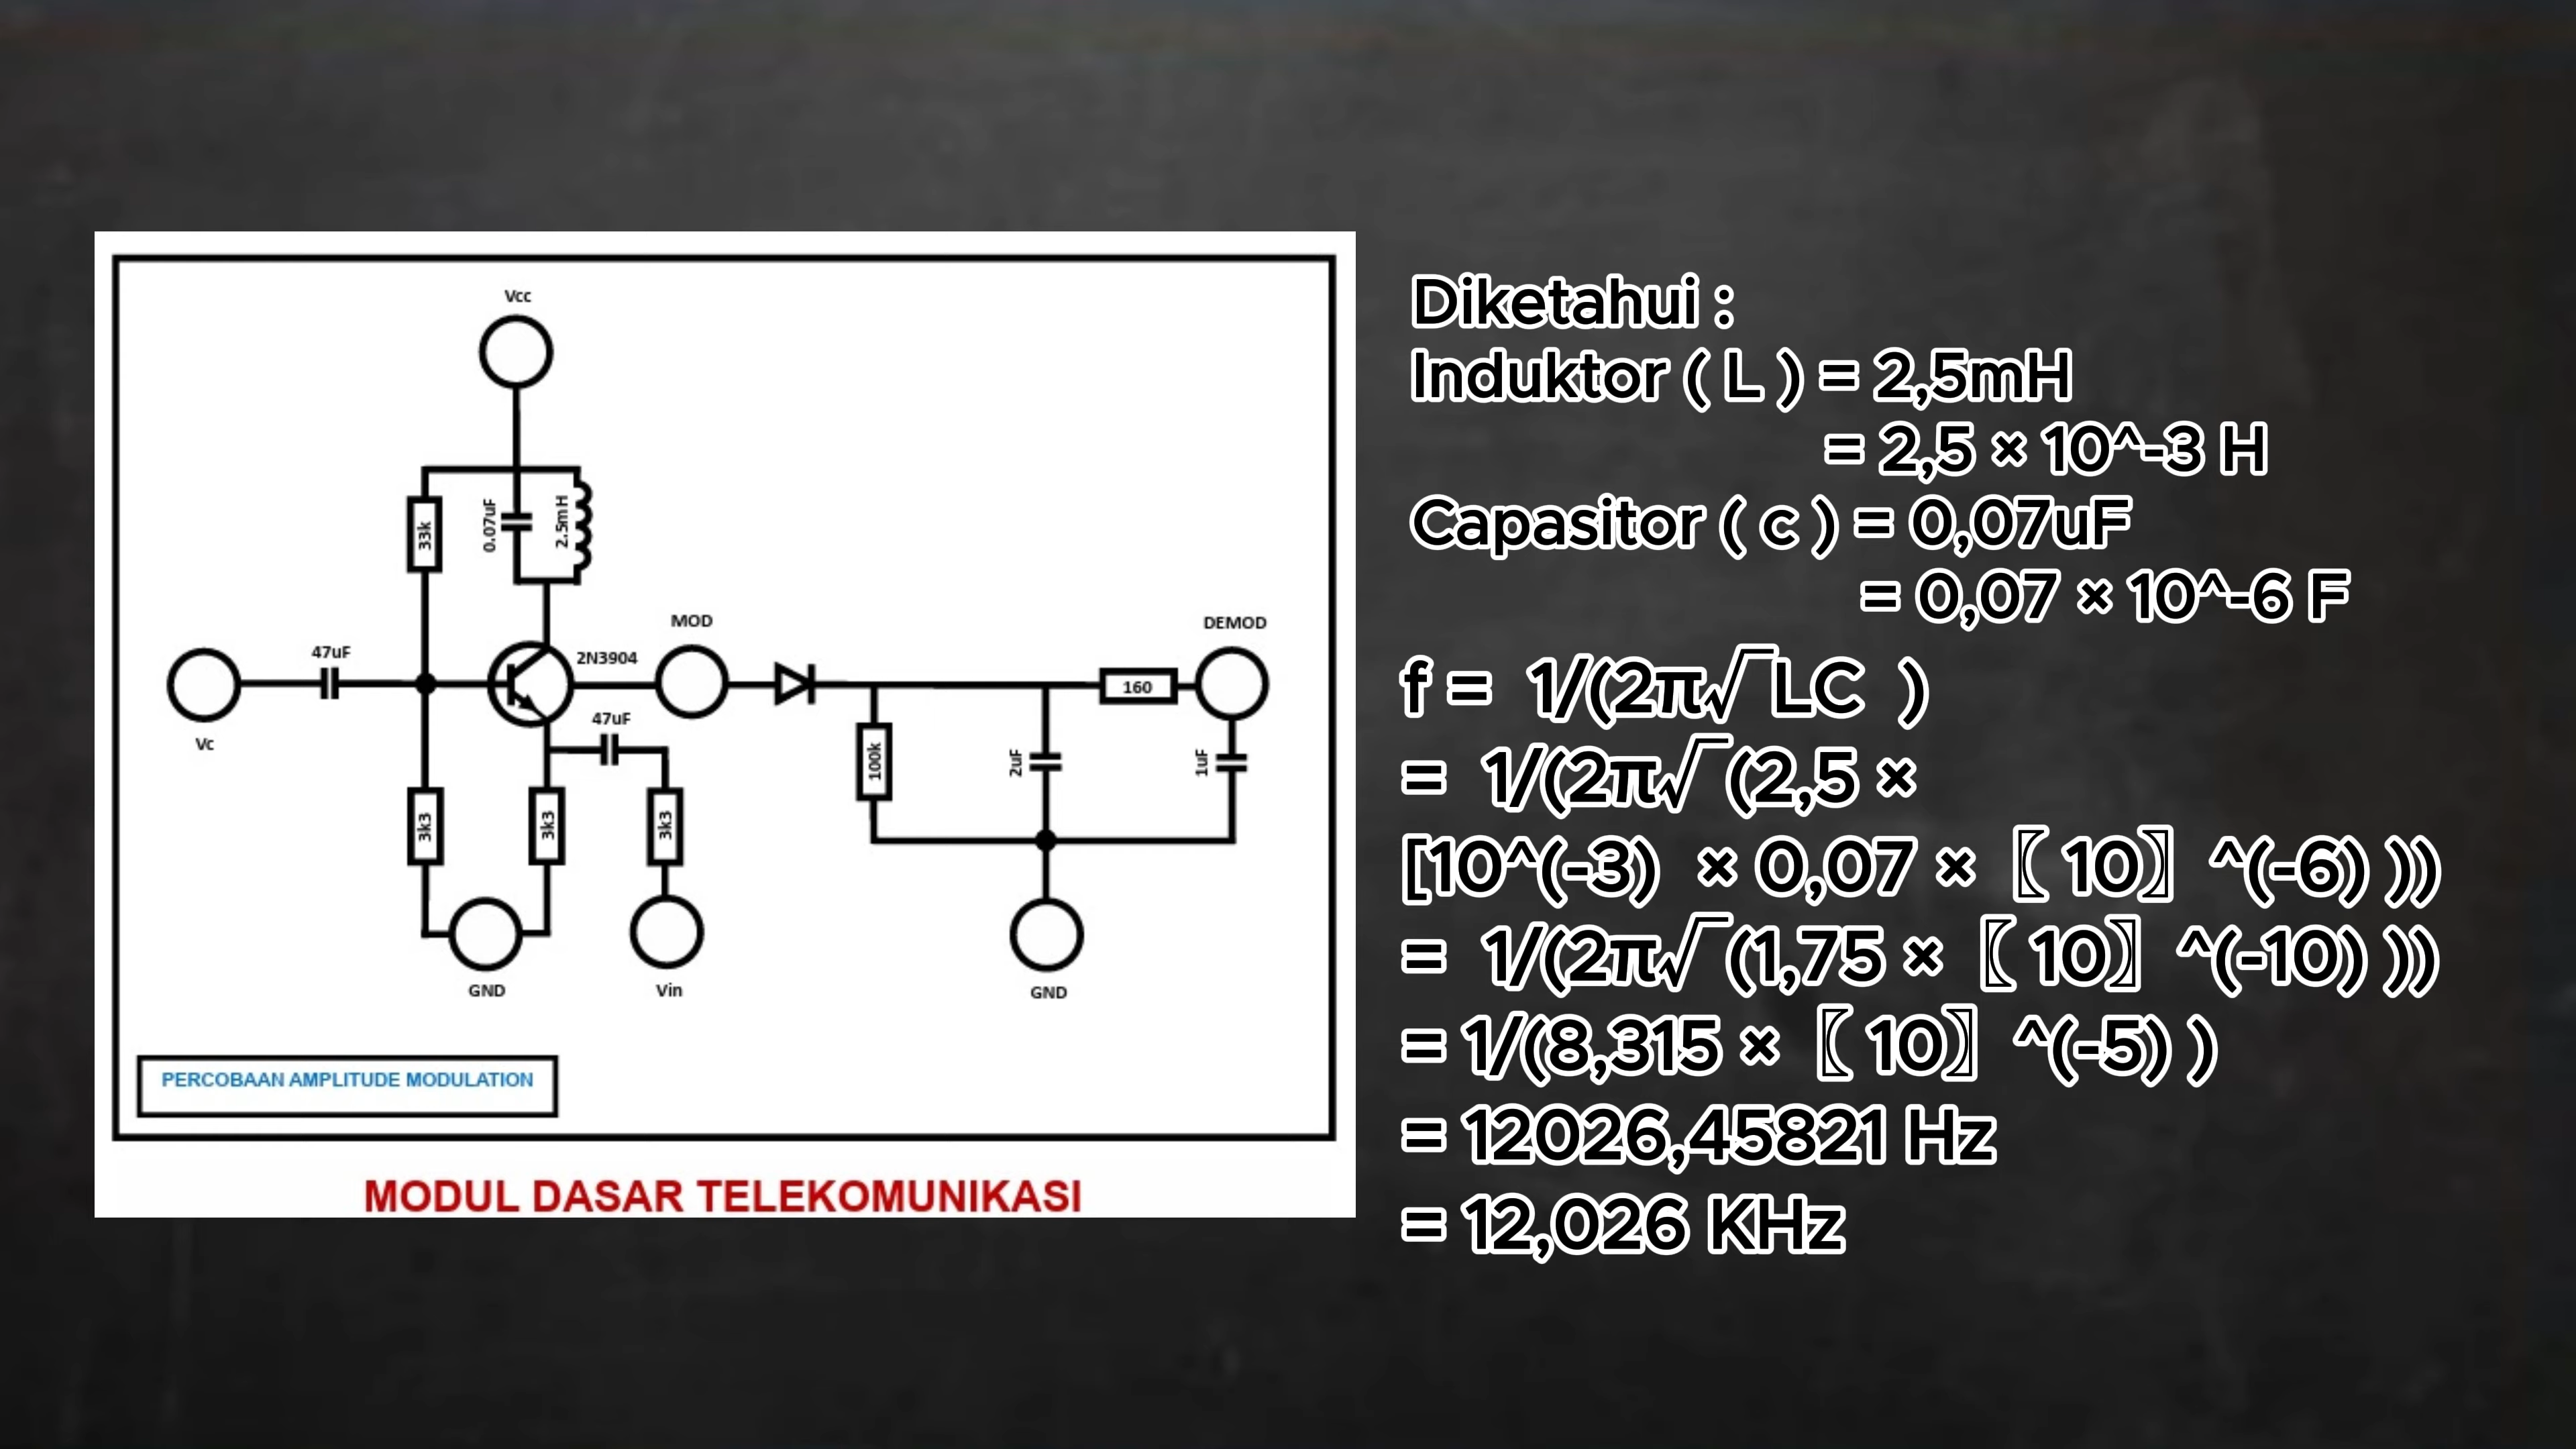 Vcc
33k
0.07uF
2.5mH
MOD
DEMOD
47uF
2N3904
160
Vc
47uF
3k3
3k3
3k3
100k
2uF
1uF
GND
Vin
GND
PERCOBAAN AMPLITUDE MODULATION
MODUL DASAR TELEKOMUNIKASI
Diketahui :
Induktor ( L ) = 2,5mH
= 2,5 × 10^-3 H
Capasitor ( c ) = 0,07uF
= 0,07 × 10^-6 F
f = 1/(2π√‾LC )
= 1/(2π√‾(2,5 ×
[10^(-3) × 0,07 × 〖 10〗 ^(-6) )))
= 1/(2π√‾(1,75 × 〖 10〗 ^(-10) )))
= 1/(8,315 × 〖 10〗 ^(-5) )
= 12026,45821 Hz
= 12,026 KHz